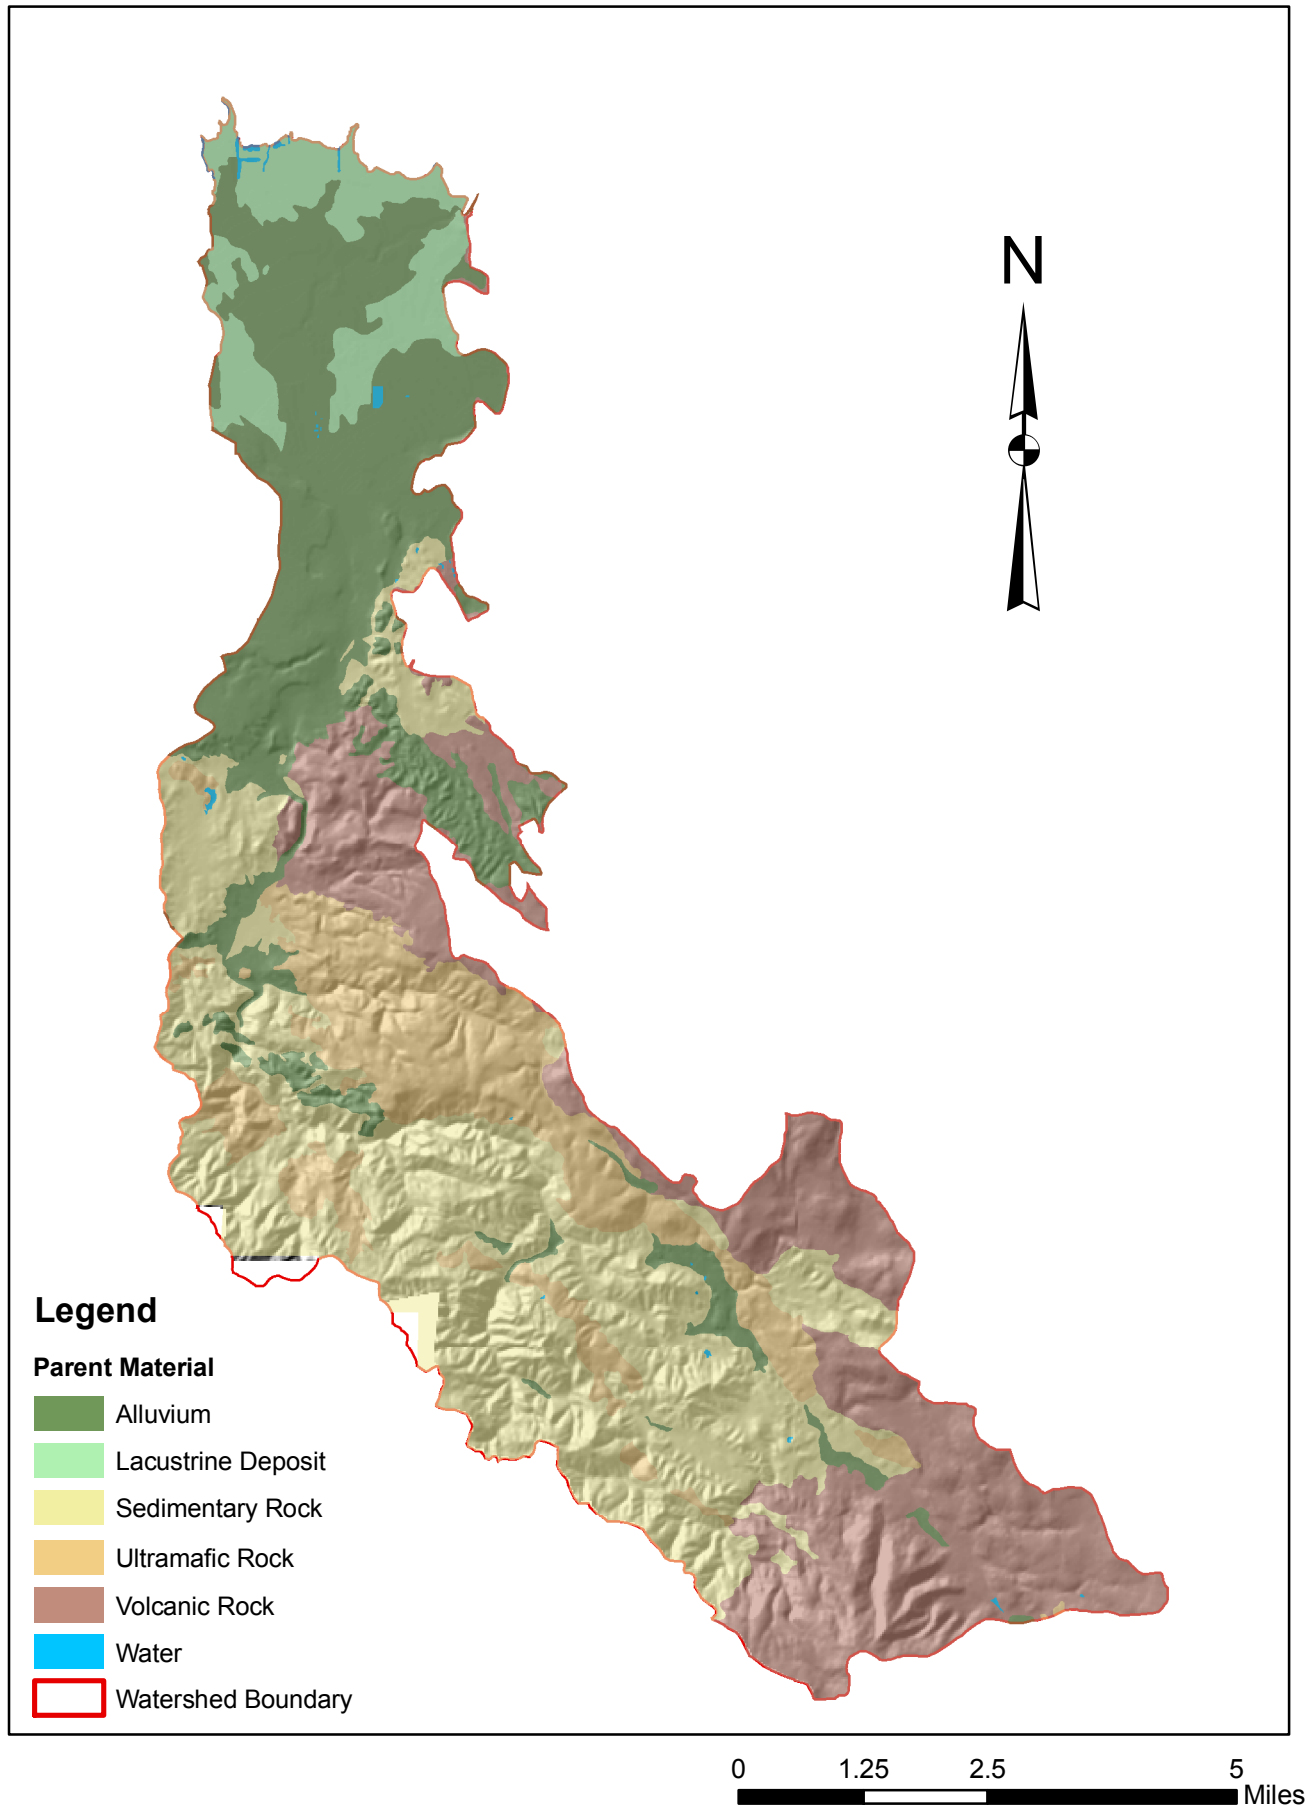 N
Legend
Parent Material
Alluvium
Lacustrine Deposit
Sedimentary Rock
Ultramafic Rock
Volcanic Rock
Water
Watershed Boundary
0 1.25 2.5 5
Miles